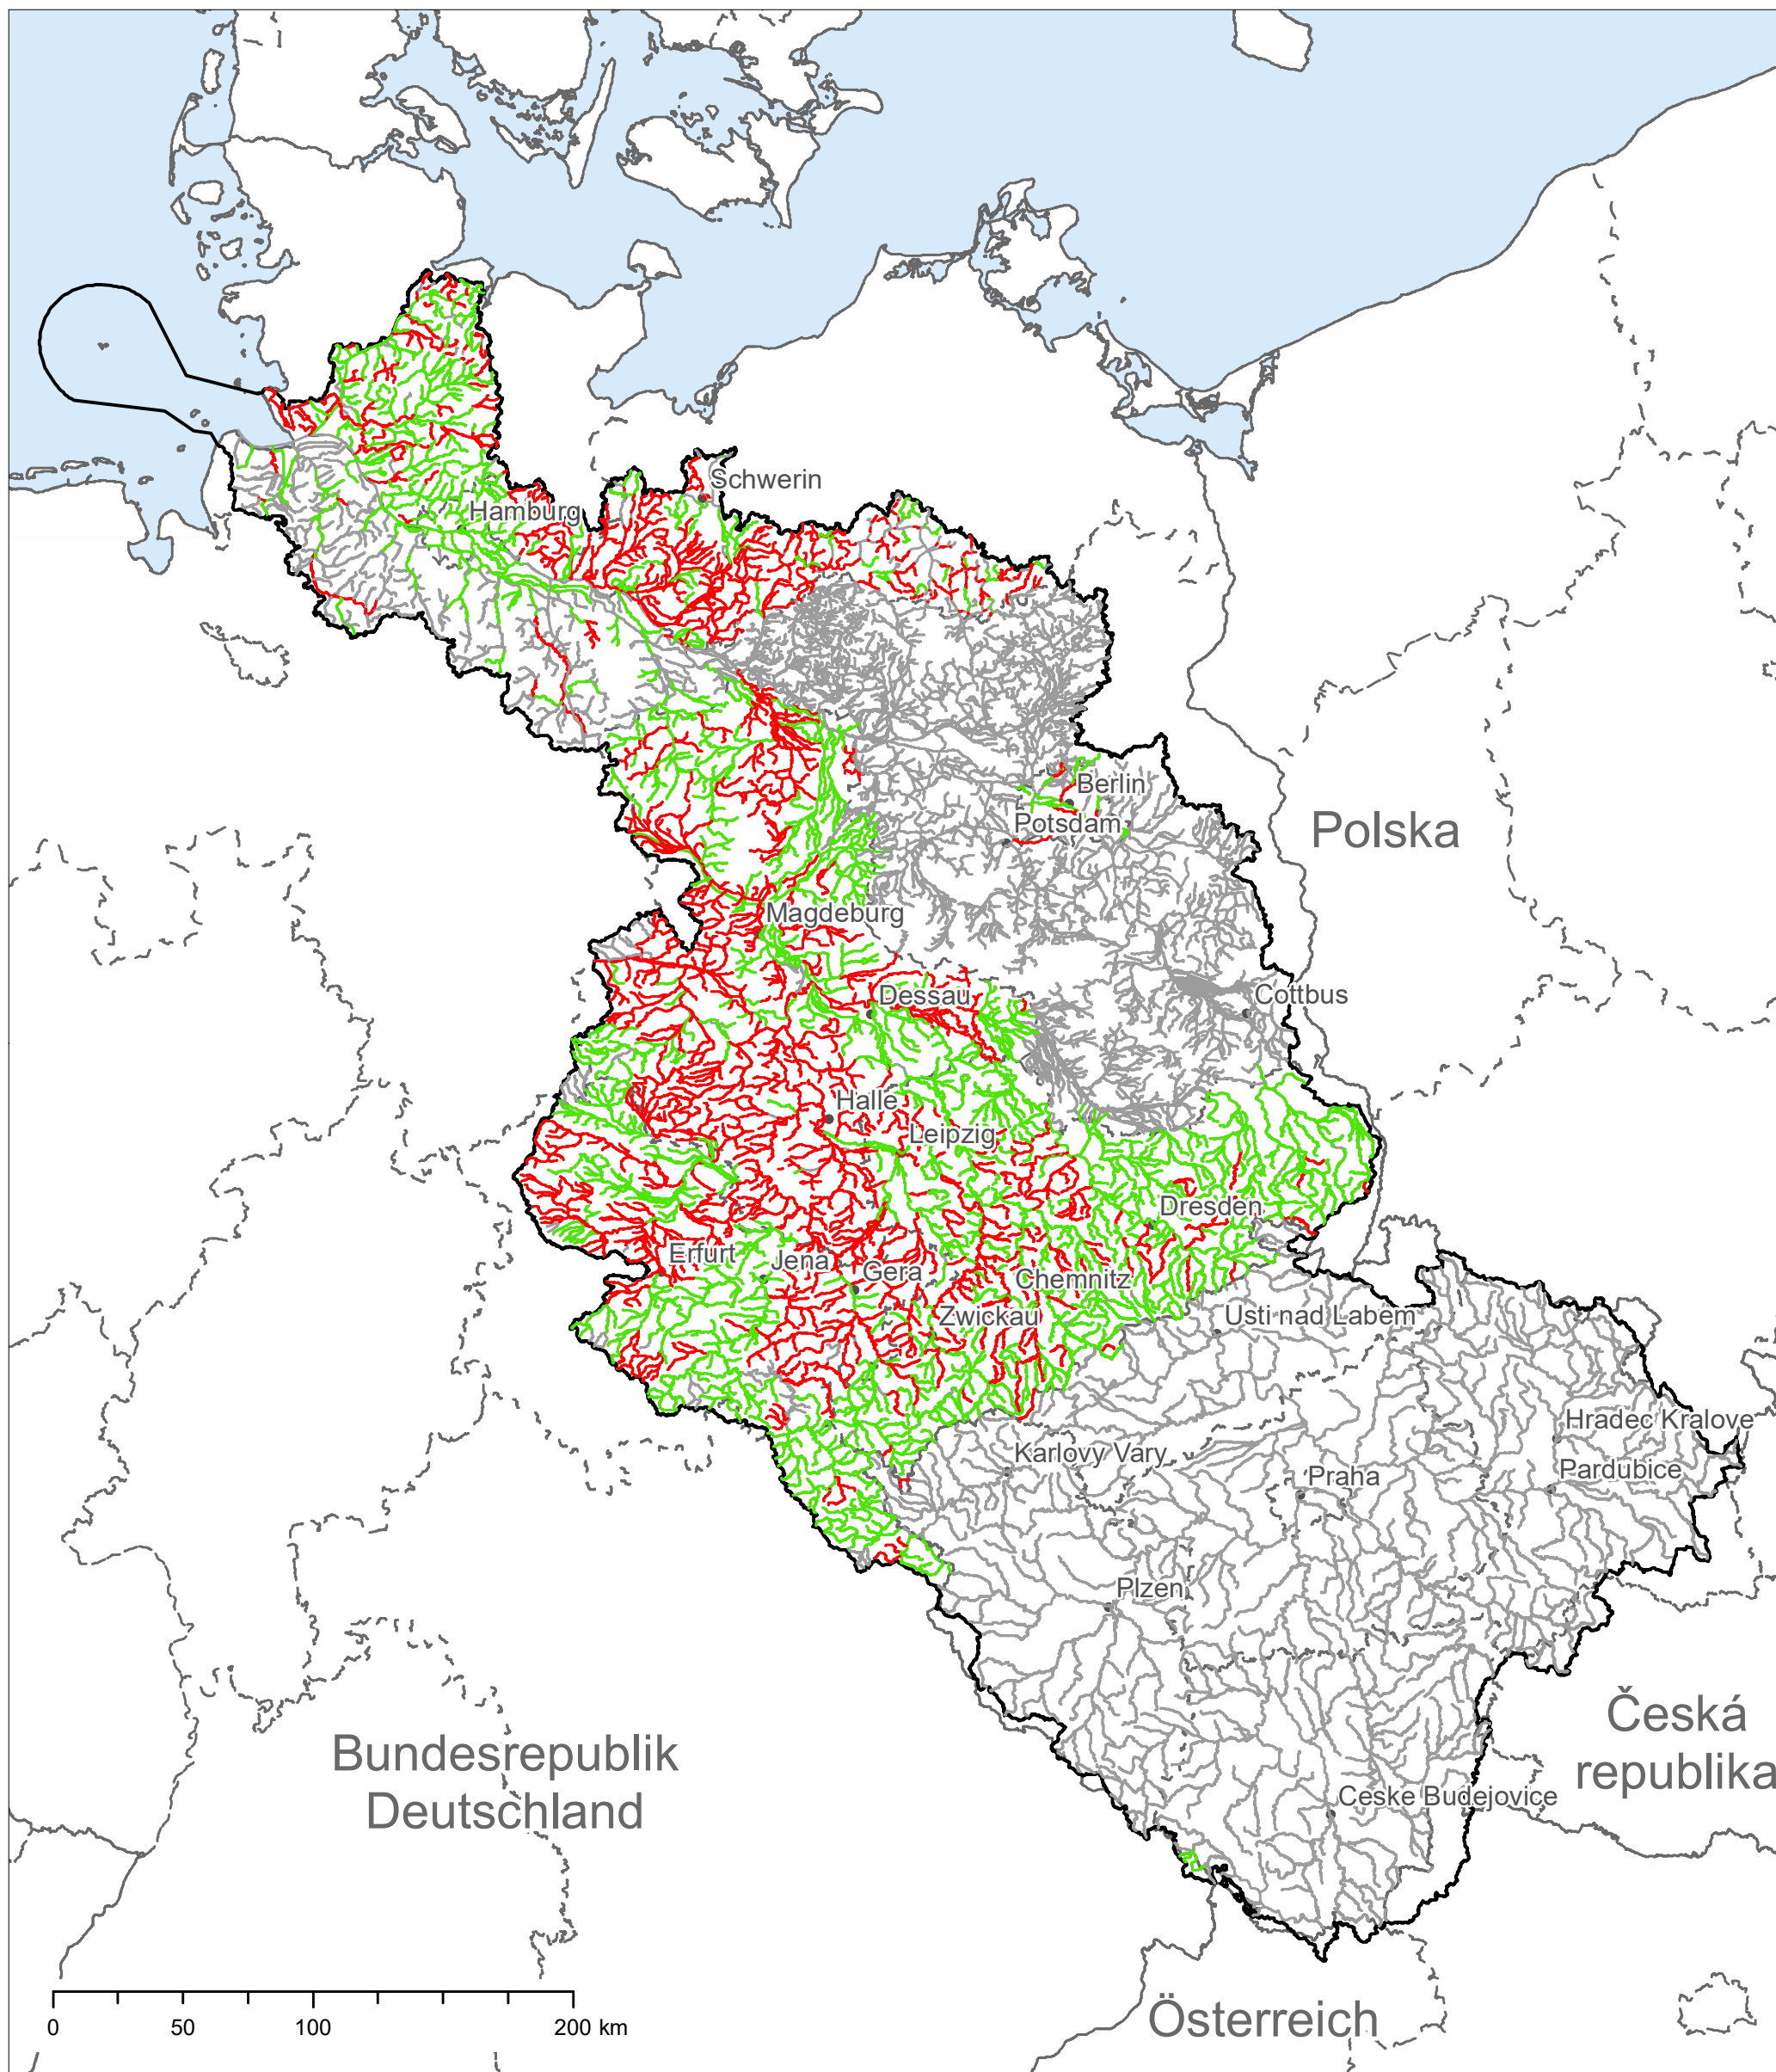 Schwerin
Hamburg
Berlin
Potsdam
Polska
Magdeburg
Dessau
Cottbus
Halle
Leipzig
Dresden
Erfurt
Jena
Gera
Chemnitz
Zwickau
Usti nad Labem
Hradec Kralove
Karlovy Vary
Praha
Pardubice
Plzen
Česká
republika
Bundesrepublik
Deutschland
Ceske Budejovice
Österreich
0 50 100 200 km